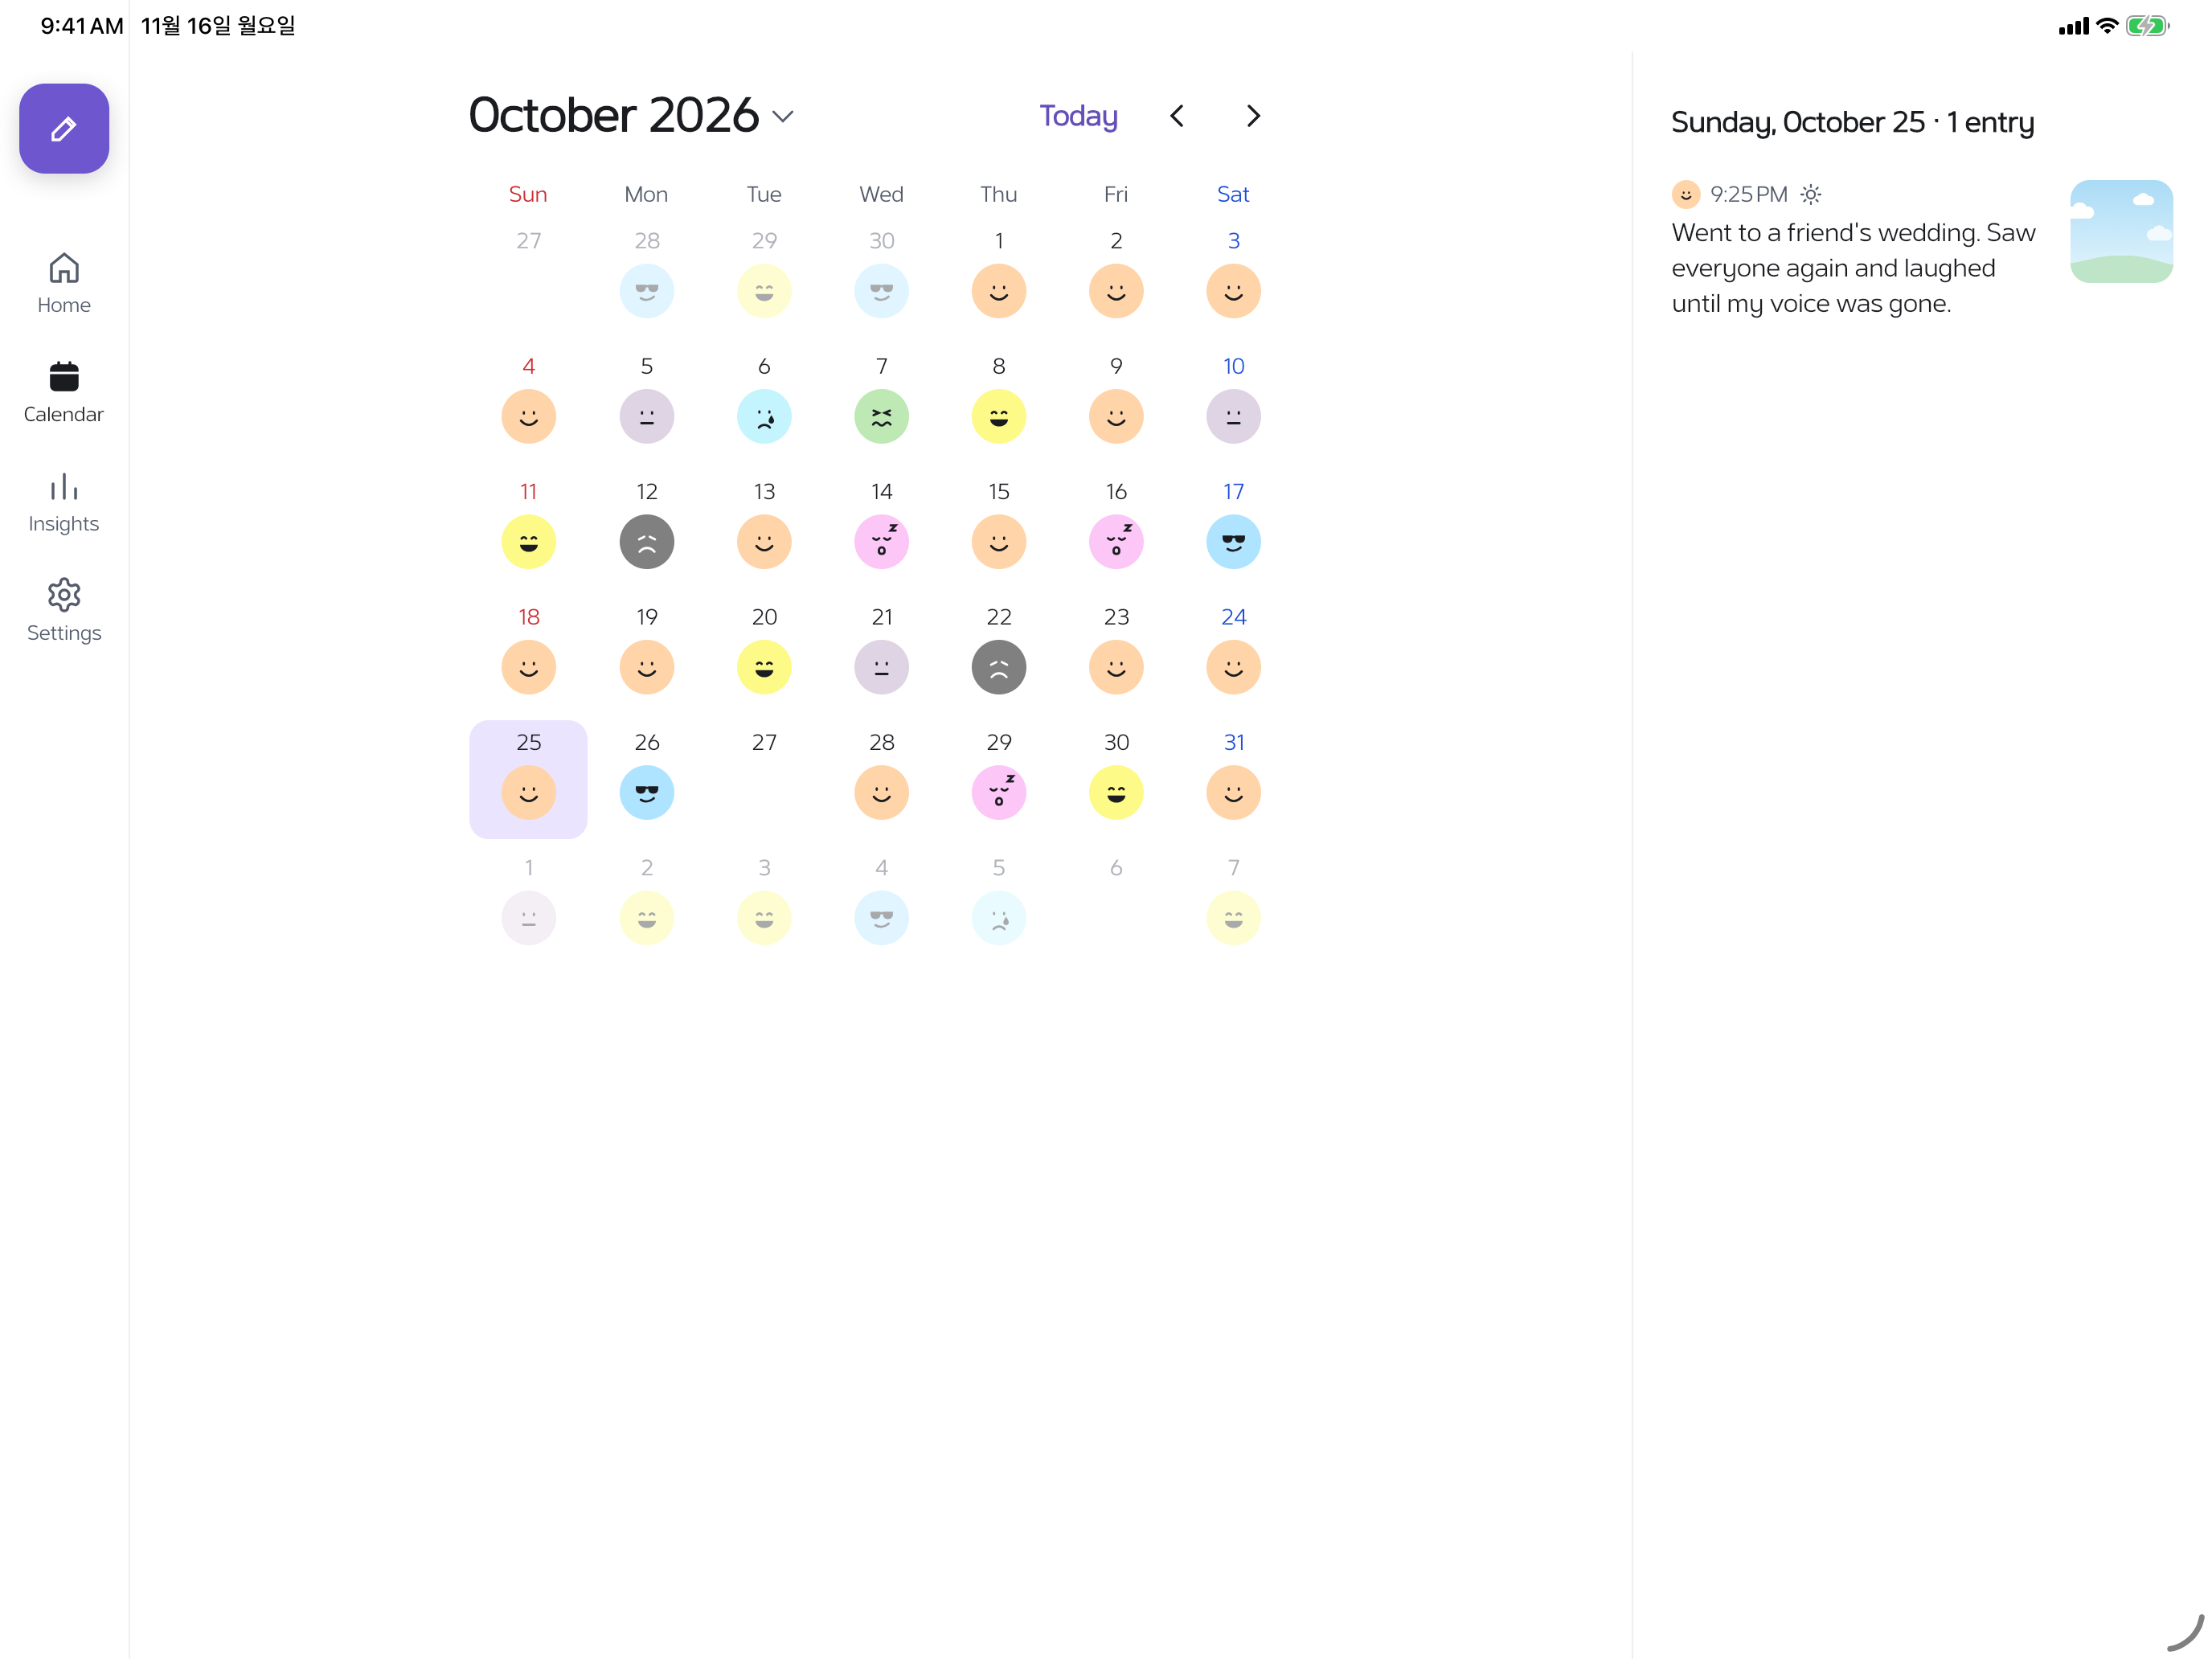 9:41 AM 11월 16일 월요일
Home
Calendar
Insights
Settings
October 2026
Today
Sun Mon Tue Wed Thu Fri Sat
27 28 29 30 1 2 3
4 5 6 7 8 9 10
11 12 13 14 15 16 17
18 19 20 21 22 23 24
25 26 27 28 29 30 31
1 2 3 4 5 6 7
Sunday, October 25 · 1 entry
9:25 PM
Went to a friend's wedding. Saw
everyone again and laughed
until my voice was gone.